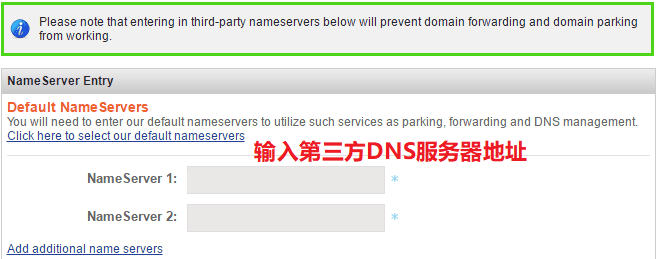 Please note that entering in third-party nameservers below will prevent domain forwarding and domain parking
from working.
NameServer Entry
Default NameServers
You will need to enter our default nameservers to utilize such services as parking, forwarding and DNS management.
Click here to select our default nameservers
输入第三方DNS服务器地址
NameServer 1: *
NameServer 2: *
Add additional name servers